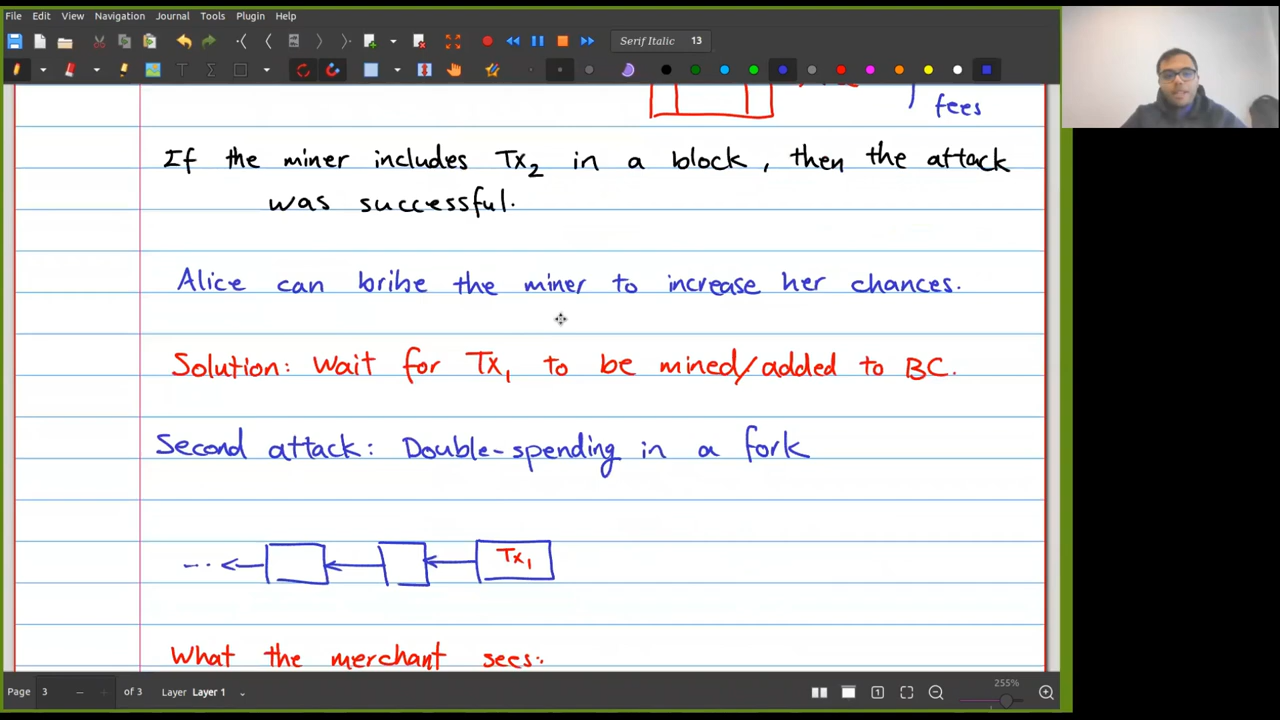 File Edit View Navigation Journal Tools Plugin Help
Serif Italic 13
fees
If the miner includes Tx₂ in a block, then the attack
was successful.
Alice can bribe the miner to increase her chances.
Solution: Wait for Tx₁ to be mined/added to BC.
Second attack: Double-spending in a fork
Tx₁
What the merchant sees:
Page 3 of 3 Layer Layer 1 255%